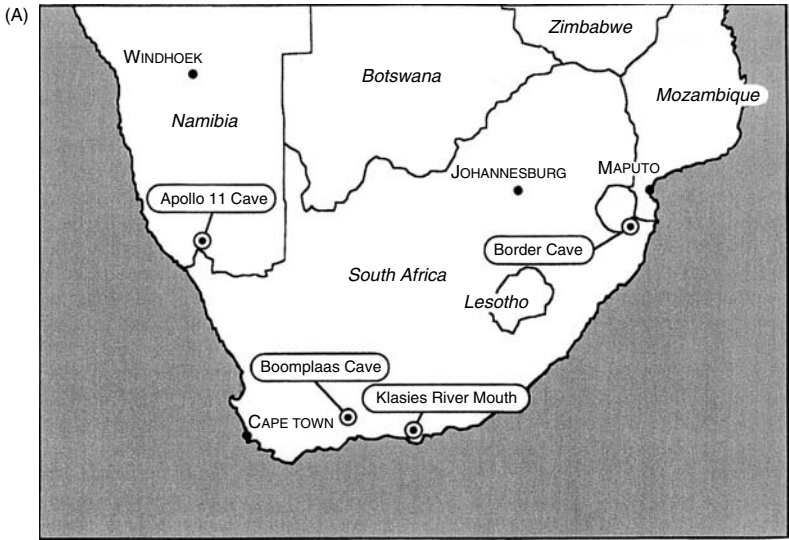 (A)
Zimbabwe
WINDHOEK
Botswana
Mozambique
Namibia
JOHANNESBURG
MAPUTO
Apollo 11 Cave
Border Cave
South Africa
Lesotho
Boomplaas Cave
Klasies River Mouth
CAPE TOWN